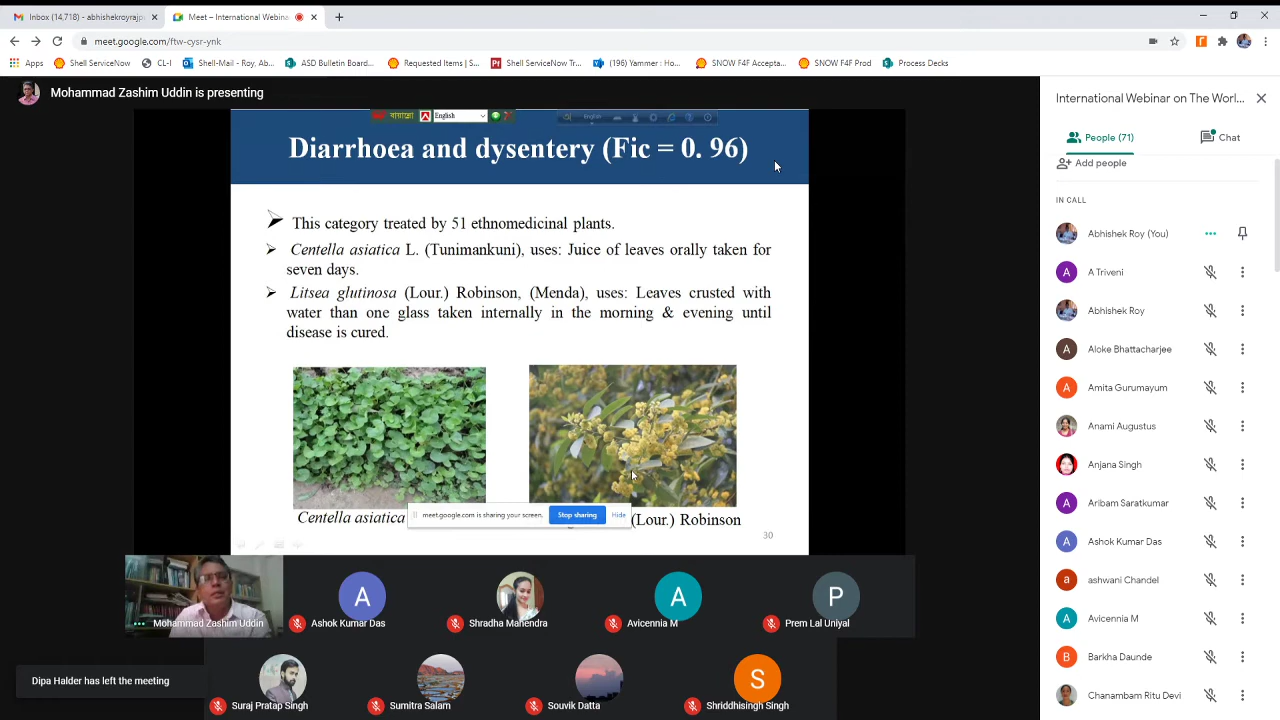 Inbox (14,718) - abhishekroyrajp
Meet – International Webina
meet.google.com/ftw-cysr-ynk
Apps
Shell ServiceNow
CL-I
Shell-Mail - Roy, Ab...
ASD Bulletin Board...
Requested Items | S...
Shell ServiceNow Tr...
(196) Yammer : Ho...
SNOW F4F Accepta...
SNOW F4F Prod
Process Decks
Mohammad Zashim Uddin is presenting
English
English
Diarrhoea and dysentery (Fic = 0. 96)
This category treated by 51 ethnomedicinal plants.
Centella asiatica L. (Tunimankuni), uses: Juice of leaves orally taken for
seven days.
Litsea glutinosa (Lour.) Robinson, (Menda), uses: Leaves crusted with
water than one glass taken internally in the morning & evening until
disease is cured.
Centella asiatica
(Lour.) Robinson
meet.google.com is sharing your screen.
Stop sharing
Hide
30
Mohammad Zashim Uddin
A
Ashok Kumar Das
Shradha Mahendra
A
Avicennia M
P
Prem Lal Uniyal
Dipa Halder has left the meeting
Suraj Pratap Singh
Sumitra Salam
Souvik Datta
S
Shriddhisingh Singh
International Webinar on The Worl...
People (71)
Chat
Add people
IN CALL
Abhishek Roy (You)
A
A Triveni
Abhishek Roy
A
Aloke Bhattacharjee
A
Amita Gurumayum
Anami Augustus
Anjana Singh
A
Aribam Saratkumar
A
Ashok Kumar Das
a
ashwani Chandel
A
Avicennia M
B
Barkha Daunde
Chanambam Ritu Devi